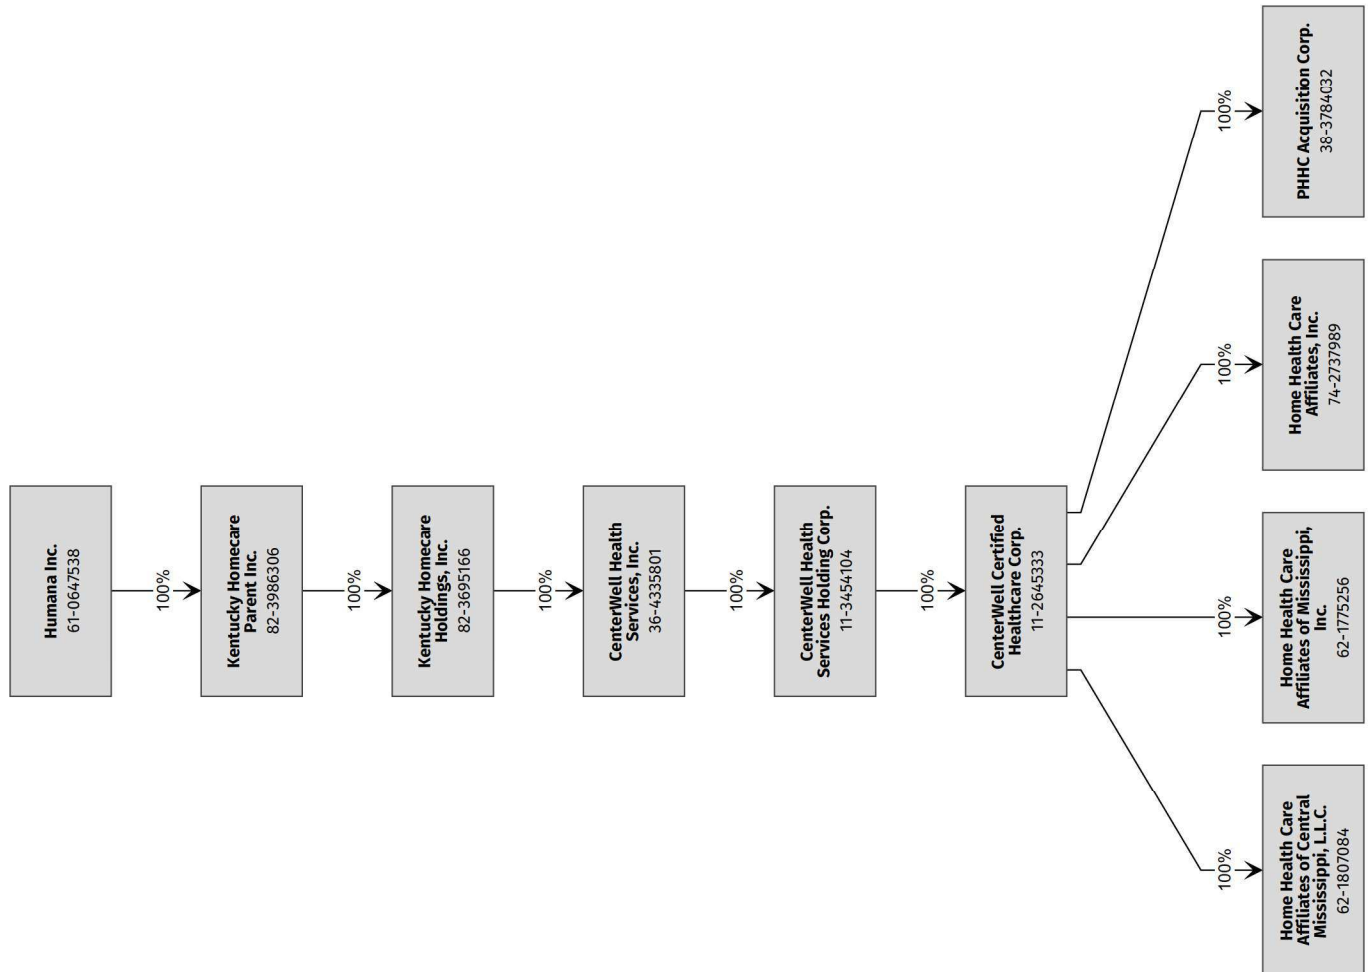 Humana Inc.
61-0647538
100%
Kentucky Homecare
Parent Inc.
82-3986306
100%
Kentucky Homecare
Holdings, Inc.
82-3695166
100%
CenterWell Health
Services, Inc.
36-4335801
100%
CenterWell Health
Services Holding Corp.
11-3454104
100%
CenterWell Certified
Healthcare Corp.
11-2645333
100%
100%
100%
100%
Home Health Care
Affiliates of Central
Mississippi, L.L.C.
62-1807084
Home Health Care
Affiliates of Mississippi,
Inc.
62-1775256
Home Health Care
Affiliates, Inc.
74-2737989
PHHC Acquisition Corp.
38-3784032